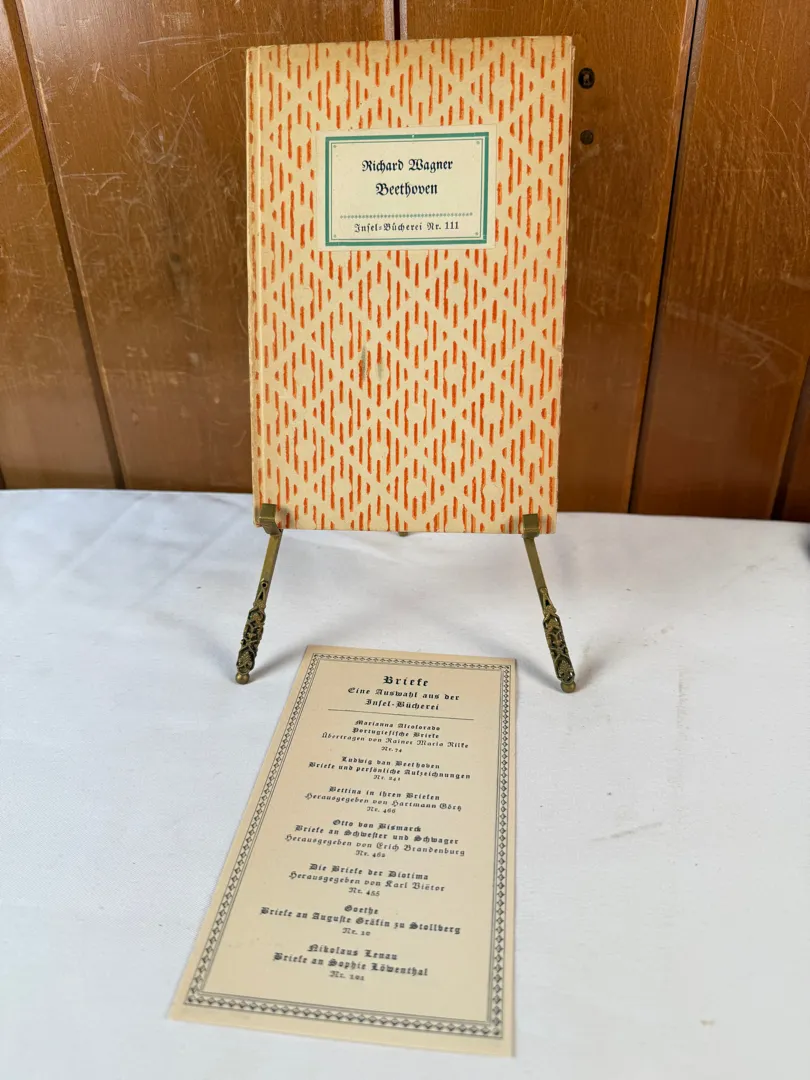 Richard Wagner
Beethoven
Insel-Bücherei Nr. 111
Briefe
Eine Auswahl aus der
Insel-Bücherei
Marianna Alcoforado
Portugiesische Briefe
Übertragen von Rainer Maria Rilke
Nr. 74
Ludwig van Beethoven
Briefe und persönliche Aufzeichnungen
Nr. 241
Bettina in ihren Briefen
Herausgegeben von Hartmann Görtz
Nr. 466
Otto von Bismarck
Briefe an Schwester und Schwager
Herausgegeben von Erich Brandenburg
Nr. 462
Die Briefe der Diotima
Herausgegeben von Karl Viëtor
Nr. 455
Goethe
Briefe an Auguste Gräfin zu Stollberg
Nr. 10
Nikolaus Lenau
Briefe an Sophie Löwenthal
Nr.